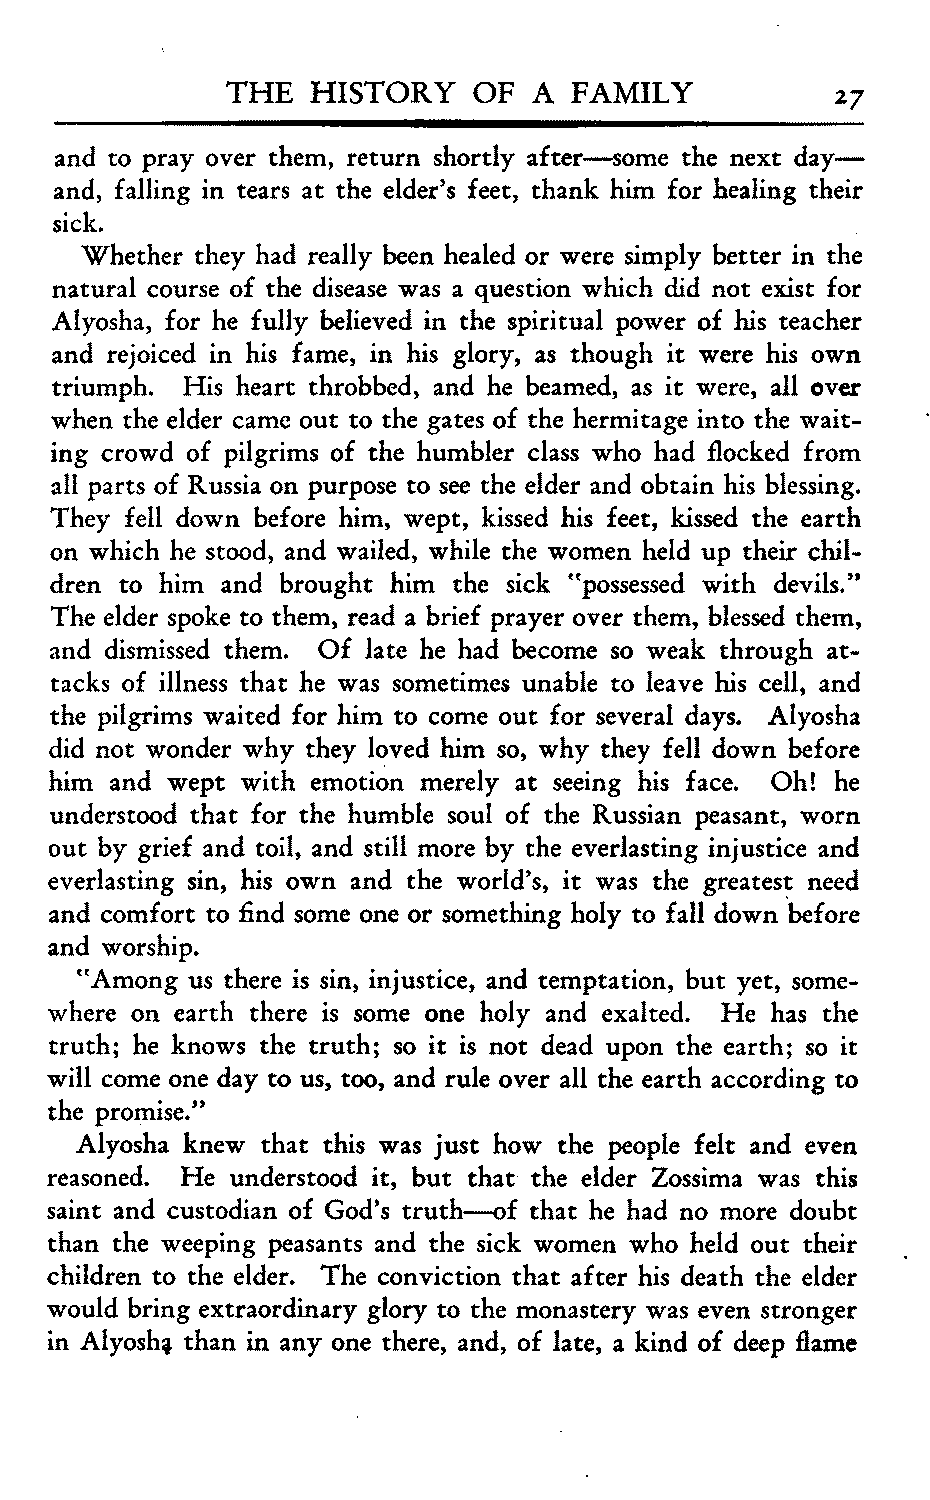 THE HISTORY OF A FAMILY 27
and to pray over them, return shortly after—some the next day—
and, falling in tears at the elder's feet, thank him for healing their
sick.
Whether they had really been healed or were simply better in the
natural course of the disease was a question which did not exist for
Alyosha, for he fully believed in the spiritual power of his teacher
and rejoiced in his fame, in his glory, as though it were his own
triumph. His heart throbbed, and he beamed, as it were, all over
when the elder came out to the gates of the hermitage into the wait-
ing crowd of pilgrims of the humbler class who had flocked from
all parts of Russia on purpose to see the elder and obtain his blessing.
They fell down before him, wept, kissed his feet, kissed the earth
on which he stood, and wailed, while the women held up their chil-
dren to him and brought him the sick "possessed with devils."
The elder spoke to them, read a brief prayer over them, blessed them,
and dismissed them. Of late he had become so weak through at-
tacks of illness that he was sometimes unable to leave his cell, and
the pilgrims waited for him to come out for several days. Alyosha
did not wonder why they loved him so, why they fell down before
him and wept with emotion merely at seeing his face. Oh! he
understood that for the humble soul of the Russian peasant, worn
out by grief and toil, and still more by the everlasting injustice and
everlasting sin, his own and the world's, it was the greatest need
and comfort to find some one or something holy to fall down before
and worship.
"Among us there is sin, injustice, and temptation, but yet, some-
where on earth there is some one holy and exalted. He has the
truth; he knows the truth; so it is not dead upon the earth; so it
will come one day to us, too, and rule over all the earth according to
the promise."
Alyosha knew that this was just how the people felt and even
reasoned. He understood it, but that the elder Zossima was this
saint and custodian of God's truth—of that he had no more doubt
than the weeping peasants and the sick women who held out their
children to the elder. The conviction that after his death the elder
would bring extraordinary glory to the monastery was even stronger
in Alyosha than in any one there, and, of late, a kind of deep flame